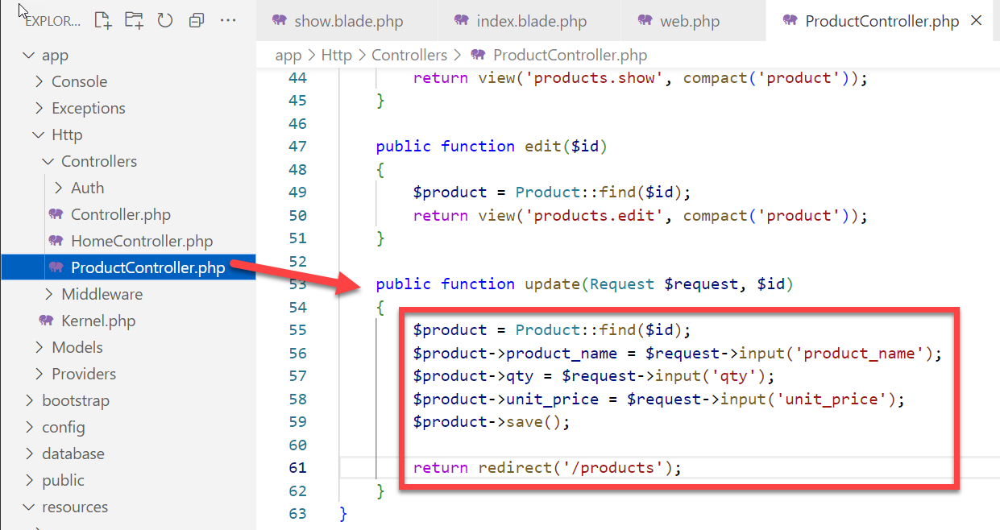 EXPLOR...
app
Console
Exceptions
Http
Controllers
Auth
Controller.php
HomeController.php
ProductController.php
Middleware
Kernel.php
Models
Providers
bootstrap
config
database
public
resources
show.blade.php index.blade.php web.php ProductController.php
app > Http > Controllers > ProductController.php
44 return view('products.show', compact('product'));
45 }
46
47 public function edit($id)
48 {
49 $product = Product::find($id);
50 return view('products.edit', compact('product'));
51 }
52
53 public function update(Request $request, $id)
54 {
55 $product = Product::find($id);
56 $product->product_name = $request->input('product_name');
57 $product->qty = $request->input('qty');
58 $product->unit_price = $request->input('unit_price');
59 $product->save();
60
61 return redirect('/products');
62 }
63 }